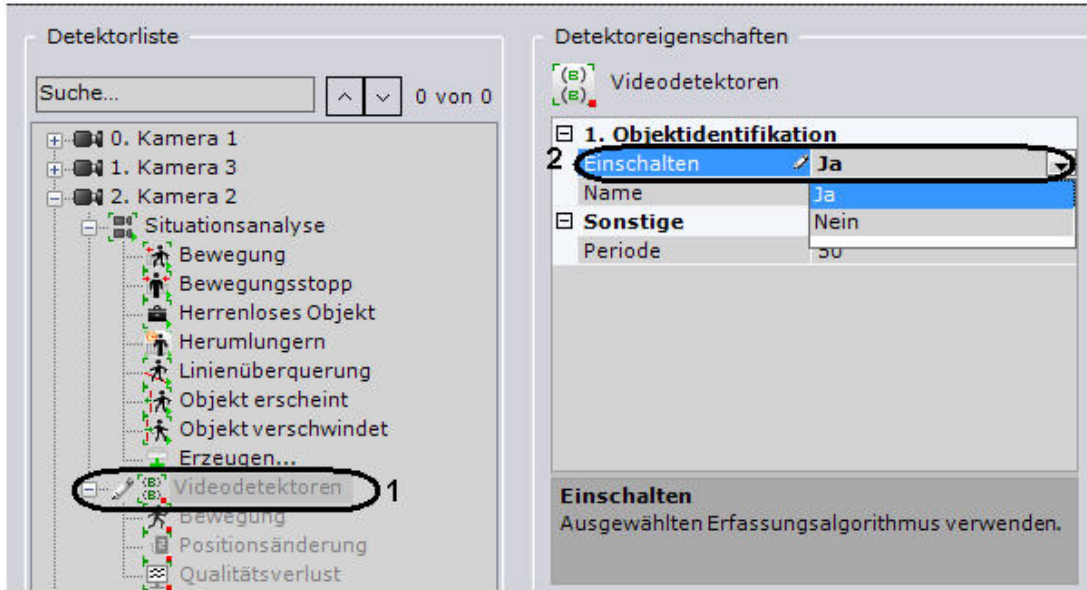 Detektorliste
Suche...
0 von 0
0. Kamera 1
1. Kamera 3
2. Kamera 2
Situationsanalyse
Bewegung
Bewegungsstopp
Herrenloses Objekt
Herumlungern
Linienüberquerung
Objekt erscheint
Objekt verschwindet
Erzeugen...
Videodetektoren 1
Bewegung
Positionsänderung
Qualitätsverlust
Detektoreigenschaften
Videodetektoren
1. Objektidentifikation
2 Einschalten Ja
Name Ja
Sonstige Nein
Periode 50
Einschalten
Ausgewählten Erfassungsalgorithmus verwenden.